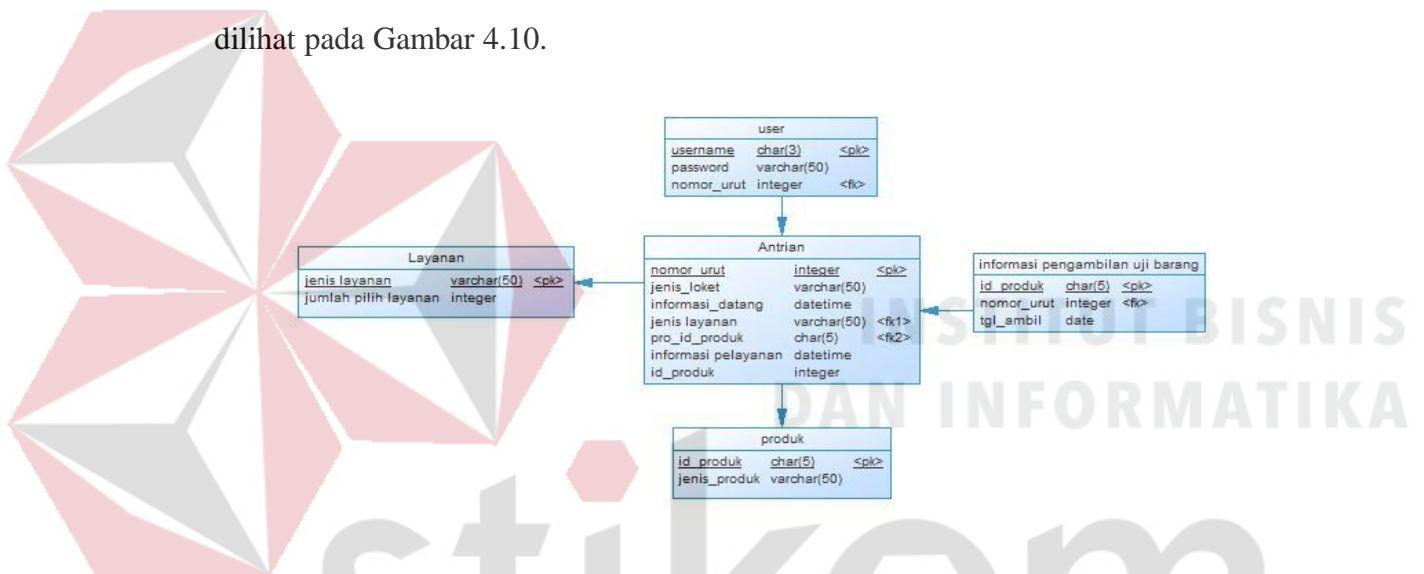 dilihat pada Gambar 4.10.
user
username char(3) <pk>
password varchar(50)
nomor_urut integer <fk>
Layanan
jenis layanan varchar(50) <pk>
jumlah pilih layanan integer
Antrian
nomor_urut integer <pk>
jenis_loket varchar(50)
informasi_datang datetime
jenis layanan varchar(50) <fk1>
pro_id_produk char(5) <fk2>
informasi pelayanan datetime
id_produk integer
informasi pengambilan uji barang
id_produk char(5) <pk>
nomor_urut integer <fk>
tgl_ambil date
produk
id_produk char(5) <pk>
jenis_produk varchar(50)
INSTITUT BISNIS
DAN INFORMATIKA
stikom